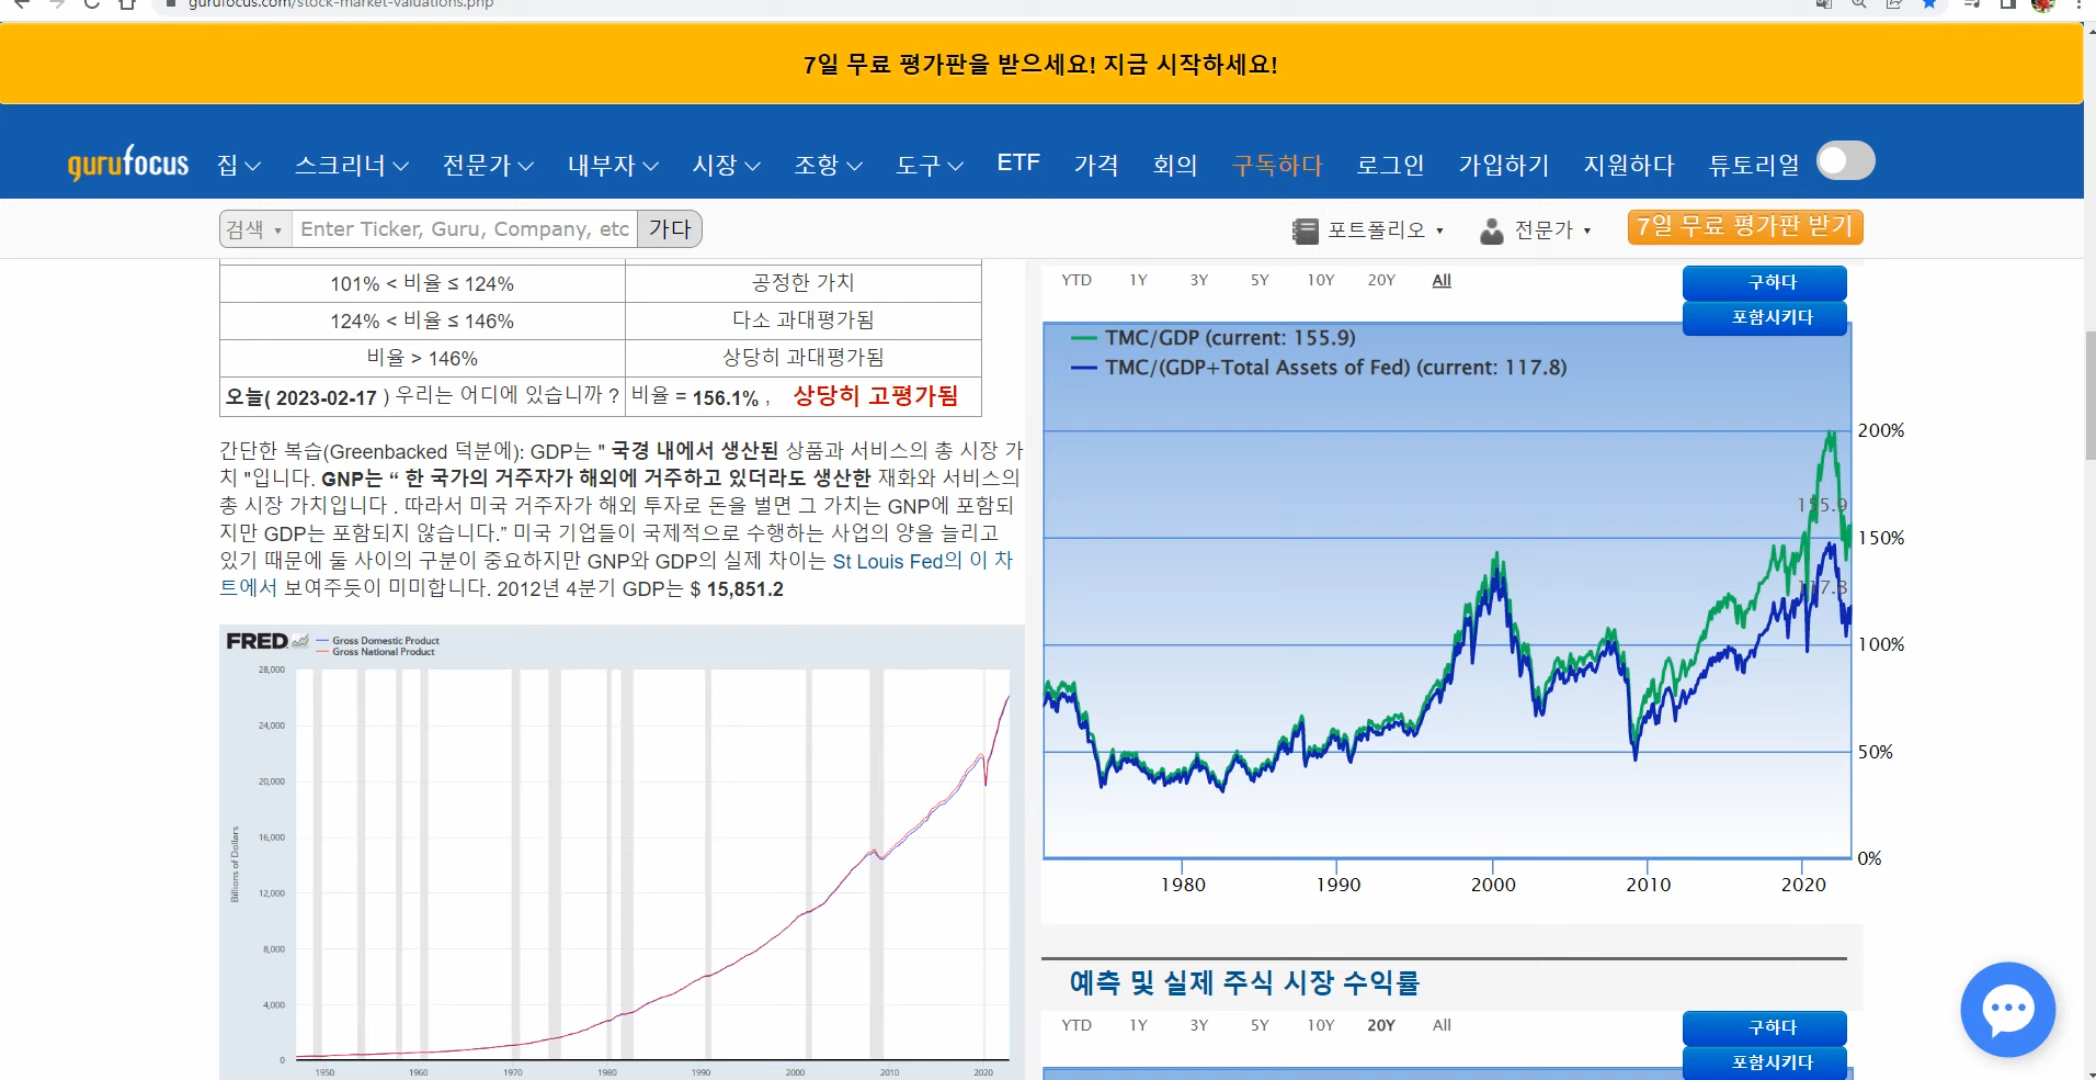 gurufocus.com/stock-market-valuations.php
7일 무료 평가판을 받으세요! 지금 시작하세요!
gurufocus 집 스크리너 전문가 내부자 시장 조항 도구 ETF 가격 회의 구독하다 로그인 가입하기 지원하다 튜토리얼
검색 Enter Ticker, Guru, Company, etc 가다 포트폴리오 전문가 7일 무료 평가판 받기
101% < 비율 ≤ 124% 공정한 가치
124% < 비율 ≤ 146% 다소 과대평가됨
비율 > 146% 상당히 과대평가됨
오늘( 2023-02-17 ) 우리는 어디에 있습니까 ? 비율 = 156.1% , 상당히 고평가됨
간단한 복습(Greenbacked 덕분에): GDP는 " 국경 내에서 생산된 상품과 서비스의 총 시장 가
치 "입니다. GNP는 “ 한 국가의 거주자가 해외에 거주하고 있더라도 생산한 재화와 서비스의
총 시장 가치입니다 . 따라서 미국 거주자가 해외 투자로 돈을 벌면 그 가치는 GNP에 포함되
지만 GDP는 포함되지 않습니다.” 미국 기업들이 국제적으로 수행하는 사업의 양을 늘리고
있기 때문에 둘 사이의 구분이 중요하지만 GNP와 GDP의 실제 차이는 St Louis Fed의 이 차
트에서 보여주듯이 미미합니다. 2012년 4분기 GDP는 $ 15,851.2
FRED
Gross Domestic Product
Gross National Product
28,000
24,000
20,000
16,000
12,000
8,000
4,000
0
Billions of Dollars
1950 1960 1970 1980 1990 2000 2010 2020
YTD 1Y 3Y 5Y 10Y 20Y All
구하다
포함시키다
TMC/GDP (current: 155.9)
TMC/(GDP+Total Assets of Fed) (current: 117.8)
200%
155.9
150%
117.8
100%
50%
0%
1980 1990 2000 2010 2020
예측 및 실제 주식 시장 수익률
YTD 1Y 3Y 5Y 10Y 20Y All
구하다
포함시키다